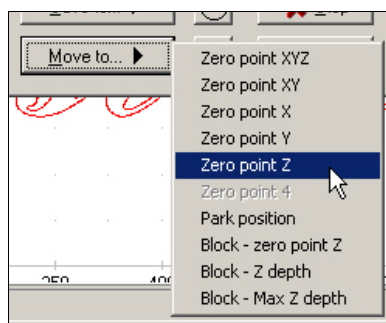 Move to...
Zero point XYZ
Zero point XY
Zero point X
Zero point Y
Zero point Z
Zero point 4
Park position
Block - zero point Z
Block - Z depth
Block - Max Z depth